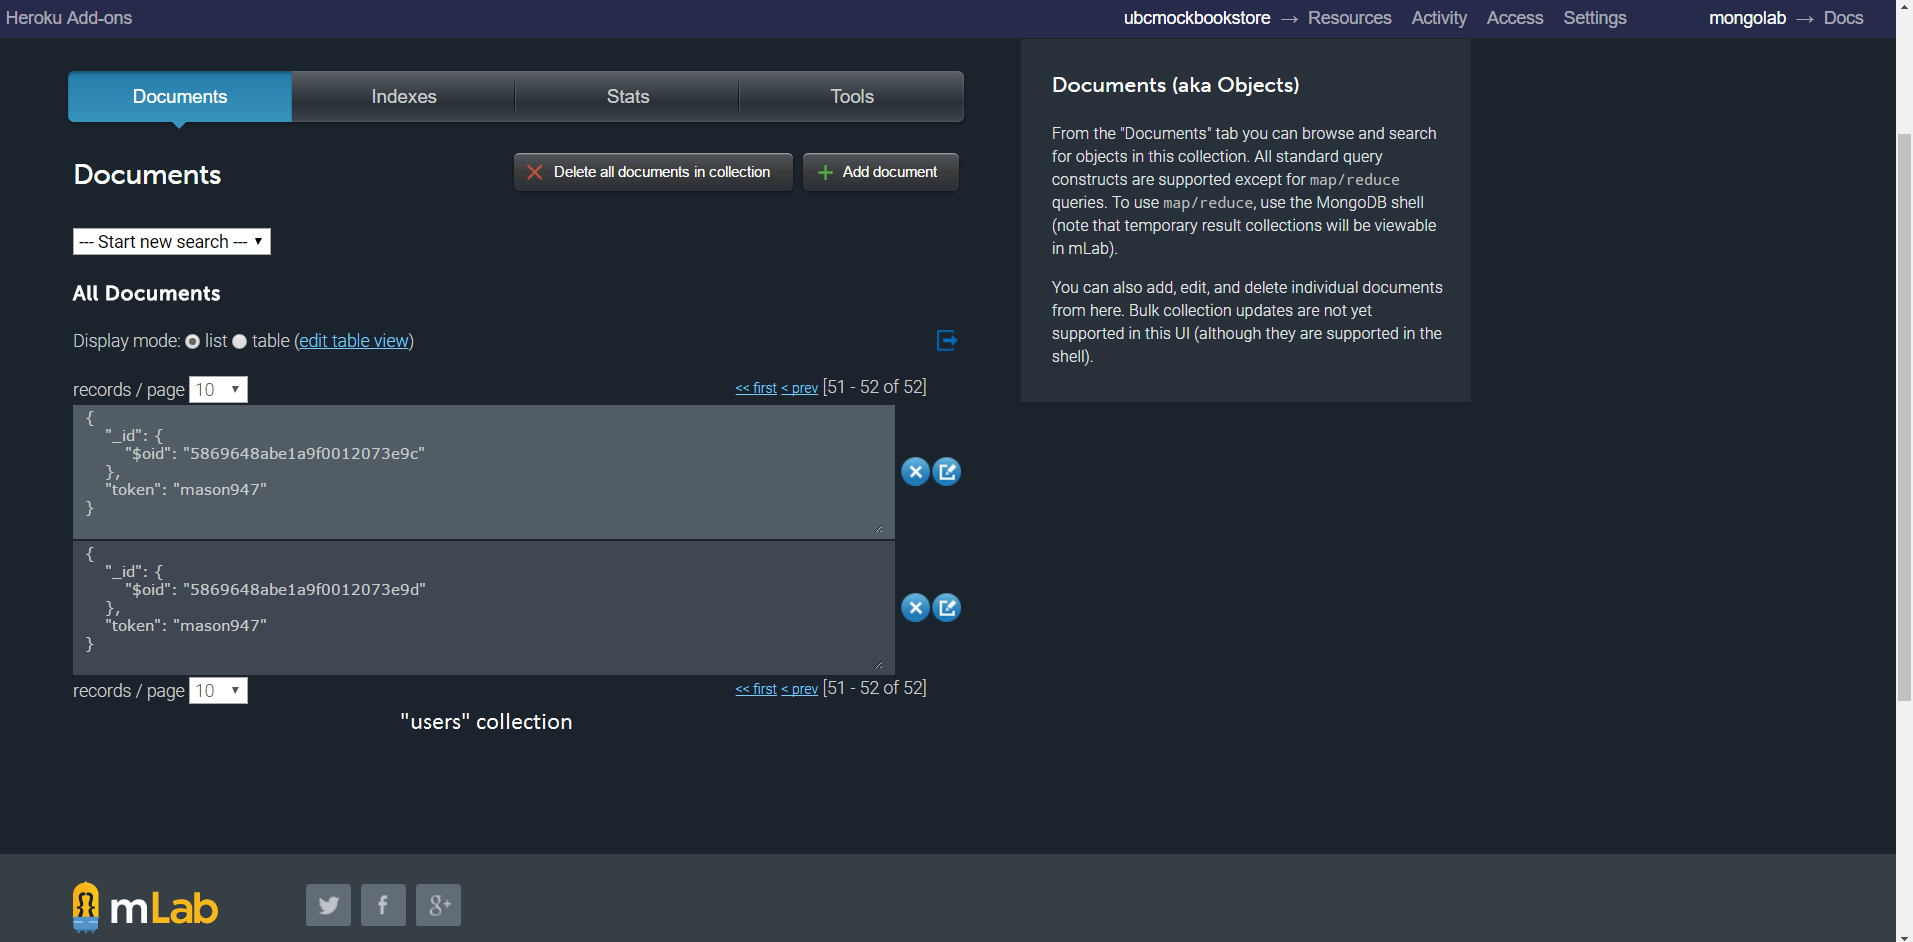 Heroku Add-ons
ubcmockbookstore → Resources Activity Access Settings mongolab → Docs
Documents Indexes Stats Tools
Documents
Delete all documents in collection
Add document
--- Start new search ---
All Documents
Display mode: list table (edit table view)
records / page 10
<< first < prev [51 - 52 of 52]
{
"_id": {
"$oid": "5869648abe1a9f0012073e9c"
},
"token": "mason947"
}
{
"_id": {
"$oid": "5869648abe1a9f0012073e9d"
},
"token": "mason947"
}
records / page 10
<< first < prev [51 - 52 of 52]
"users" collection
Documents (aka Objects)
From the "Documents" tab you can browse and search
for objects in this collection. All standard query
constructs are supported except for map/reduce
queries. To use map/reduce, use the MongoDB shell
(note that temporary result collections will be viewable
in mLab).
You can also add, edit, and delete individual documents
from here. Bulk collection updates are not yet
supported in this UI (although they are supported in the
shell).
mLab
f
g+